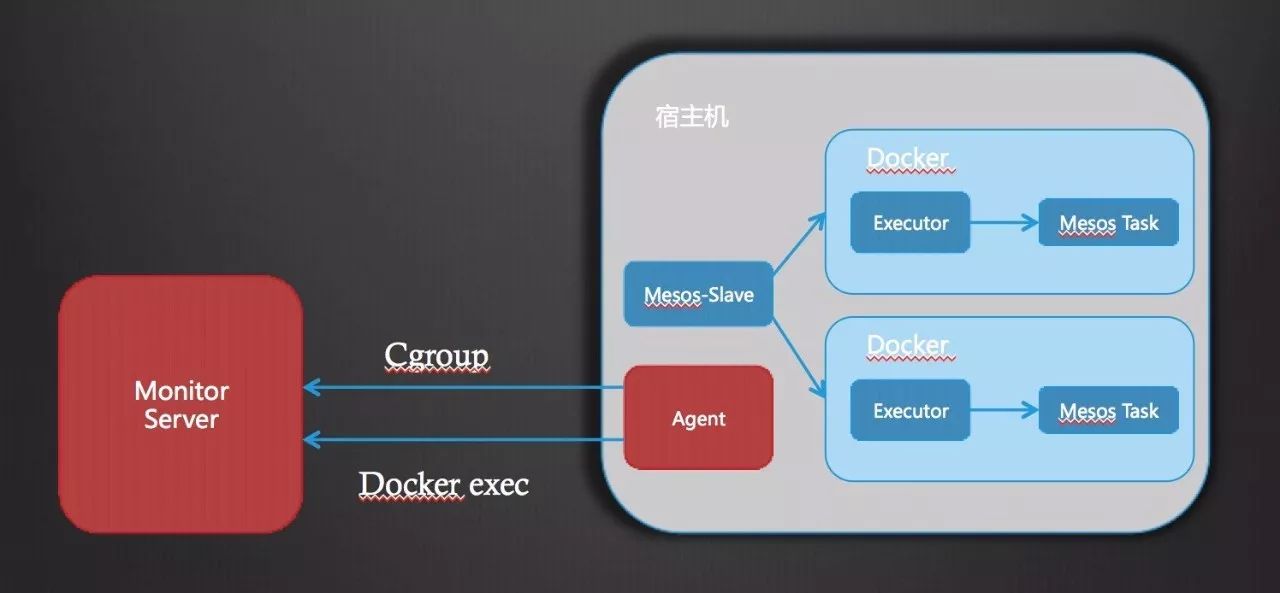 宿主机
Docker
Executor
Mesos Task
Mesos-Slave
Docker
Executor
Mesos Task
Agent
Cgroup
Docker exec
Monitor
Server